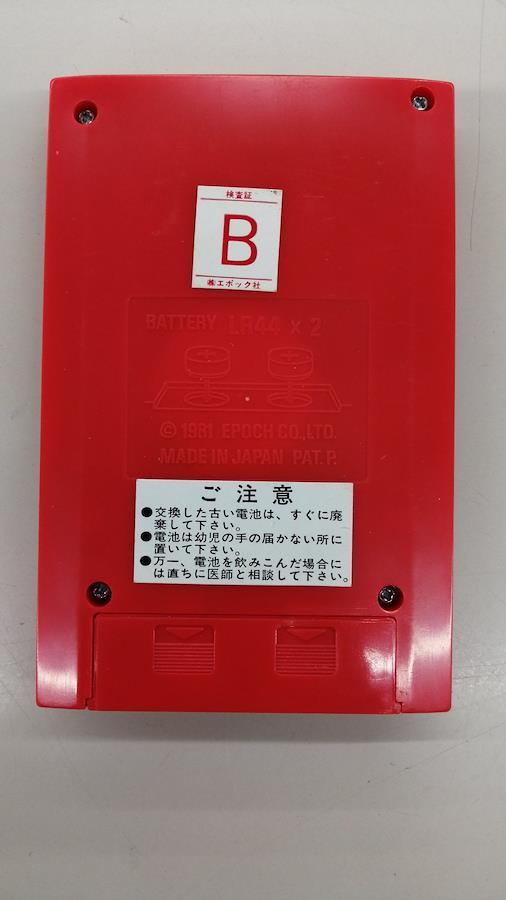 検査証
B
㈱エポック社
BATTERY LR44 x 2
© 1981 EPOCH CO.,LTD.
MADE IN JAPAN PAT. P.
ご注意
●交換した古い電池は、すぐに廃
棄して下さい。
●電池は幼児の手の届かない所に
置いて下さい。
●万一、電池を飲みこんだ場合に
は直ちに医師と相談して下さい。